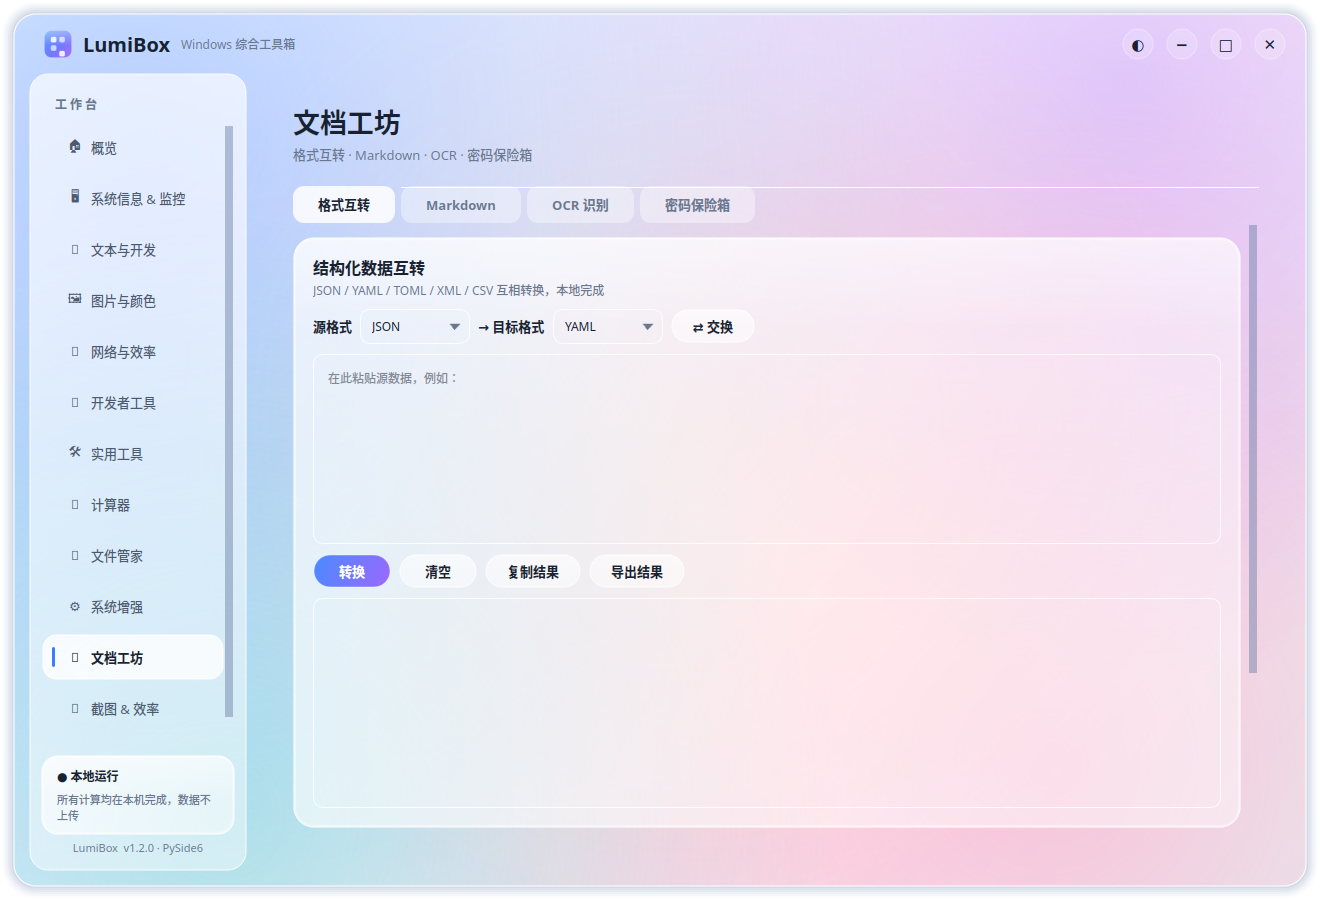 LumiBox Windows 综合工具箱
工作台
概览
系统信息 & 监控
文本与开发
图片与颜色
网络与效率
开发者工具
实用工具
计算器
文件管家
系统增强
文档工坊
截图 & 效率
● 本地运行
所有计算均在本机完成，数据不
上传
LumiBox v1.2.0 · PySide6
文档工坊
格式互转 · Markdown · OCR · 密码保险箱
格式互转 Markdown OCR 识别 密码保险箱
结构化数据互转
JSON / YAML / TOML / XML / CSV 互相转换，本地完成
源格式 JSON → 目标格式 YAML ⇄ 交换
在此粘贴源数据，例如：
转换 清空 复制结果 导出结果